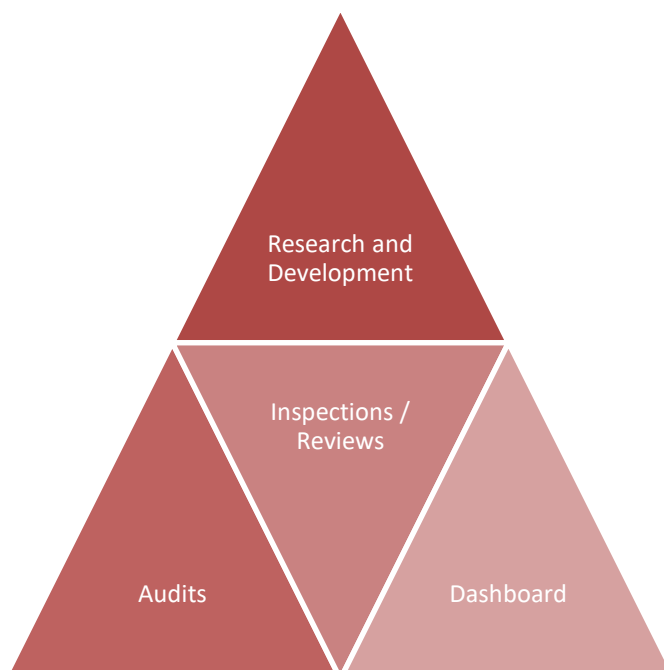 Research and
Development
Inspections /
Reviews
Audits
Dashboard